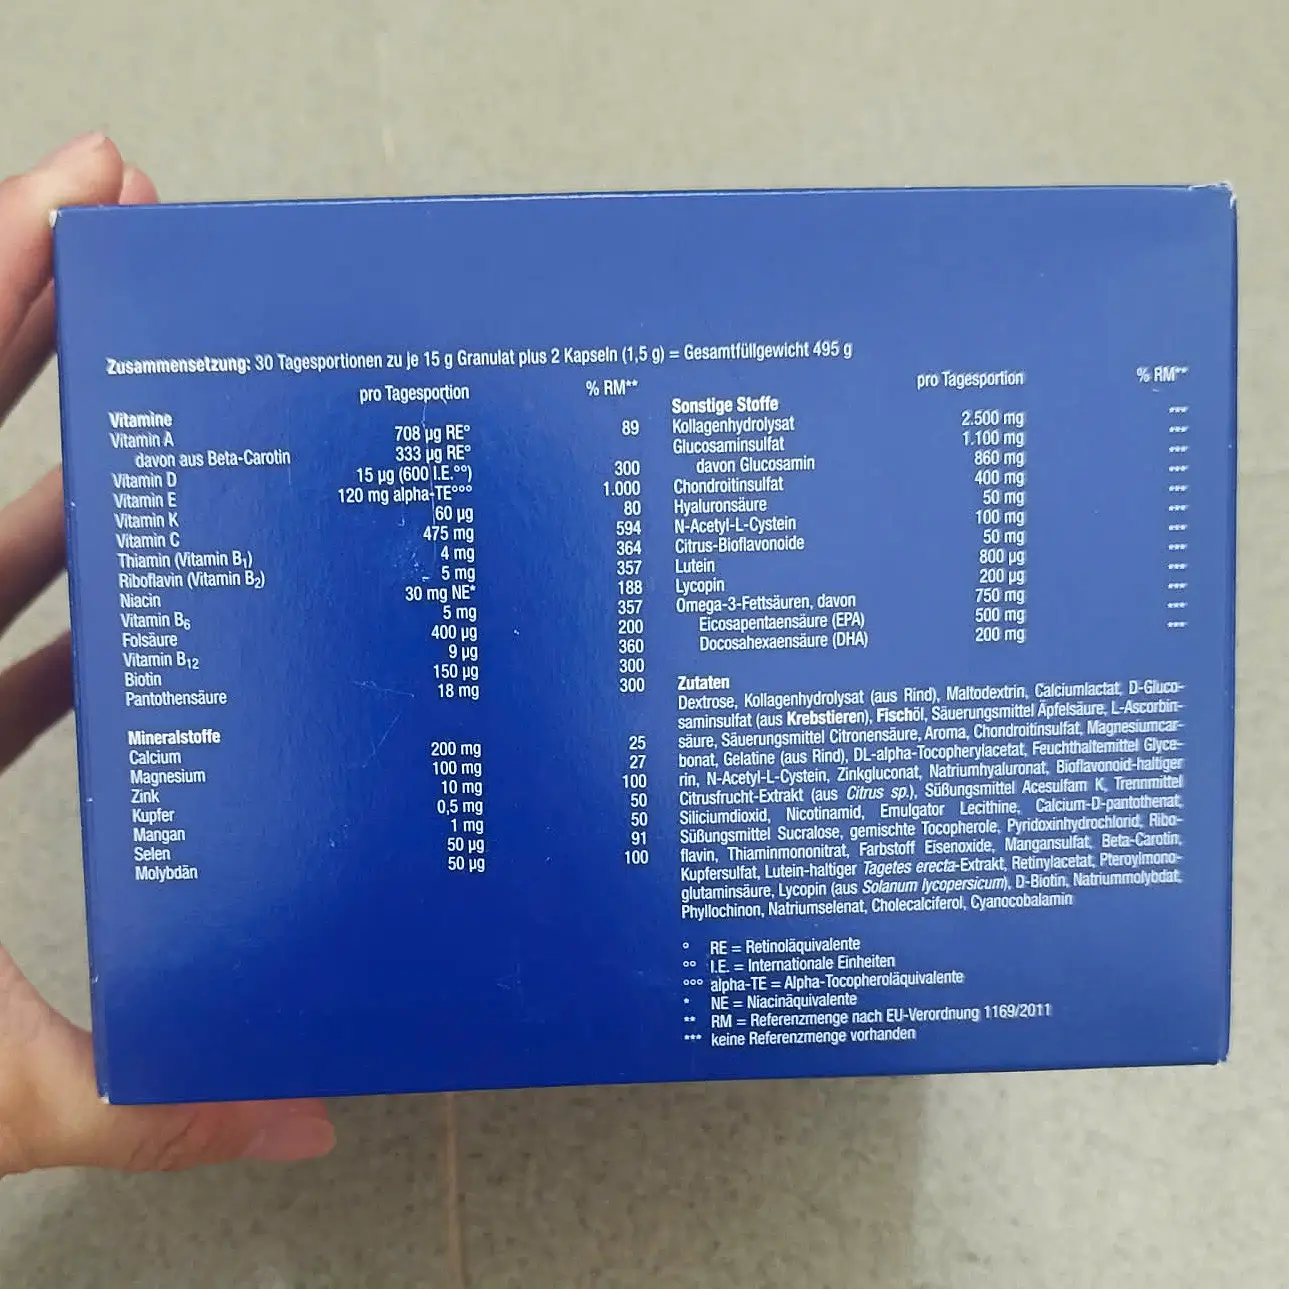 Zusammensetzung: 30 Tagesportionen zu je 15 g Granulat plus 2 Kapseln (1,5 g) = Gesamtfüllgewicht 495 g
pro Tagesportion % RM**
Vitamine
Vitamin A 708 µg RE° 89
davon aus Beta-Carotin 333 µg RE°
Vitamin D 15 µg (600 I.E.°°) 300
Vitamin E 120 mg alpha-TE°°° 1.000
Vitamin K 60 µg 80
Vitamin C 475 mg 594
Thiamin (Vitamin B1) 4 mg 364
Riboflavin (Vitamin B2) 5 mg 357
Niacin 30 mg NE* 188
Vitamin B6 5 mg 357
Folsäure 400 µg 200
Vitamin B12 9 µg 360
Biotin 150 µg 300
Pantothensäure 18 mg 300
Mineralstoffe
Calcium 200 mg 25
Magnesium 100 mg 27
Zink 10 mg 100
Kupfer 0,5 mg 50
Mangan 1 mg 50
Selen 50 µg 91
Molybdän 50 µg 100
pro Tagesportion % RM**
Sonstige Stoffe
Kollagenhydrolysat 2.500 mg ***
Glucosaminsulfat 1.100 mg ***
davon Glucosamin 860 mg ***
Chondroitinsulfat 400 mg ***
Hyaluronsäure 50 mg ***
N-Acetyl-L-Cystein 100 mg ***
Citrus-Bioflavonoide 50 mg ***
Lutein 800 µg ***
Lycopin 200 µg ***
Omega-3-Fettsäuren, davon 750 mg ***
Eicosapentaensäure (EPA) 500 mg ***
Docosahexaensäure (DHA) 200 mg ***
Zutaten
Dextrose, Kollagenhydrolysat (aus Rind), Maltodextrin, Calciumlactat, D-Gluco-
saminsulfat (aus Krebstieren), Fischöl, Säuerungsmittel Äpfelsäure, L-Ascorbin-
säure, Säuerungsmittel Citronensäure, Aroma, Chondroitinsulfat, Magnesiumcar-
bonat, Gelatine (aus Rind), DL-alpha-Tocopherylacetat, Feuchthaltemittel Glyce-
rin, N-Acetyl-L-Cystein, Zinkgluconat, Natriumhyaluronat, Bioflavonoid-haltiger
Citrusfrucht-Extrakt (aus Citrus sp.), Süßungsmittel Acesulfam K, Trennmittel
Siliciumdioxid, Nicotinamid, Emulgator Lecithine, Calcium-D-pantothenat,
Süßungsmittel Sucralose, gemischte Tocopherole, Pyridoxinhydrochlorid, Ribo-
flavin, Thiaminmononitrat, Farbstoff Eisenoxide, Mangansulfat, Beta-Carotin,
Kupfersulfat, Lutein-haltiger Tagetes erecta-Extrakt, Retinylacetat, Pteroylmono-
glutaminsäure, Lycopin (aus Solanum lycopersicum), D-Biotin, Natriummolybdat,
Phyllochinon, Natriumselenat, Cholecalciferol, Cyanocobalamin
° RE = Retinoläquivalente
°° I.E. = Internationale Einheiten
°°° alpha-TE = Alpha-Tocopheroläquivalente
* NE = Niacinäquivalente
** RM = Referenzmenge nach EU-Verordnung 1169/2011
*** keine Referenzmenge vorhanden